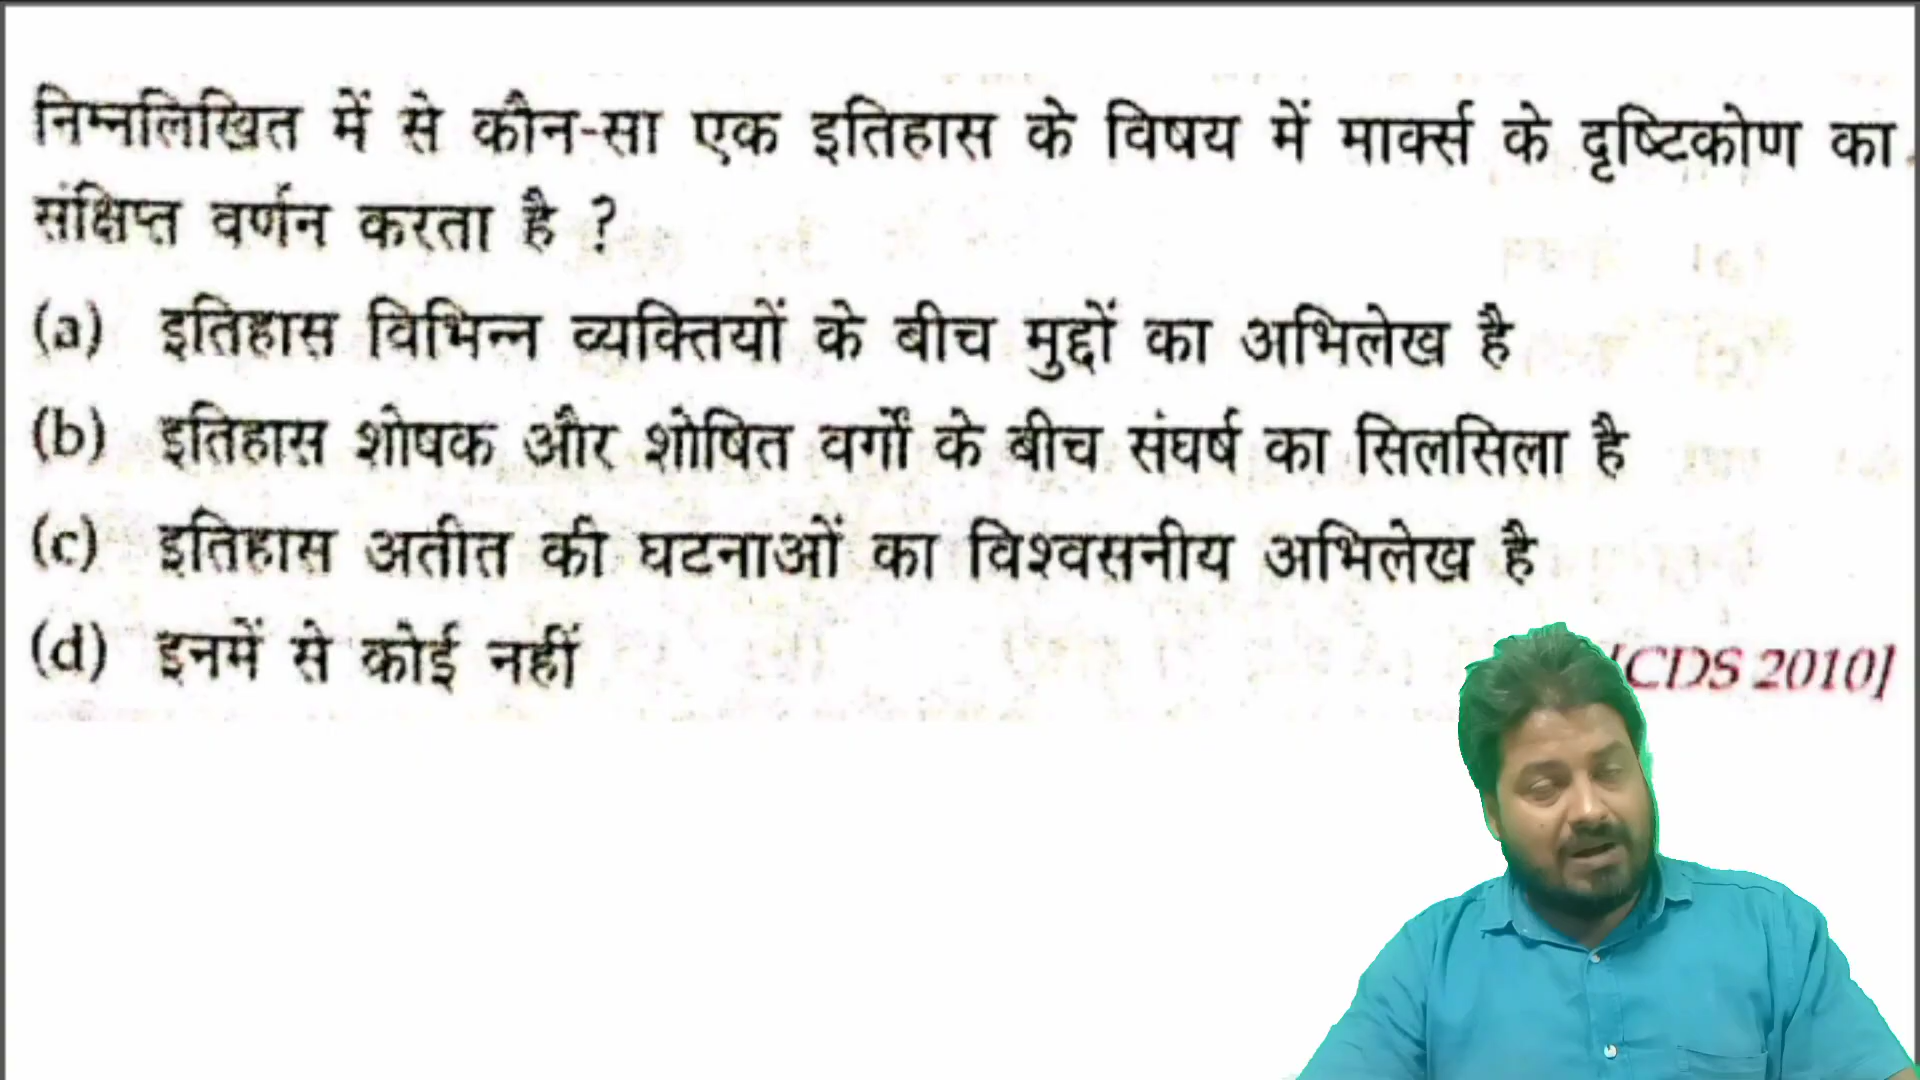 निम्नलिखित में से कौन-सा एक इतिहास के विषय में मार्क्स के दृष्टिकोण का
संक्षिप्त वर्णन करता है ?
(a) इतिहास विभिन्न व्यक्तियों के बीच मुद्दों का अभिलेख है
(b) इतिहास शोषक और शोषित वर्गों के बीच संघर्ष का सिलसिला है
(c) इतिहास अतीत की घटनाओं का विश्वसनीय अभिलेख है
(d) इनमें से कोई नहीं
[CDS 2010]